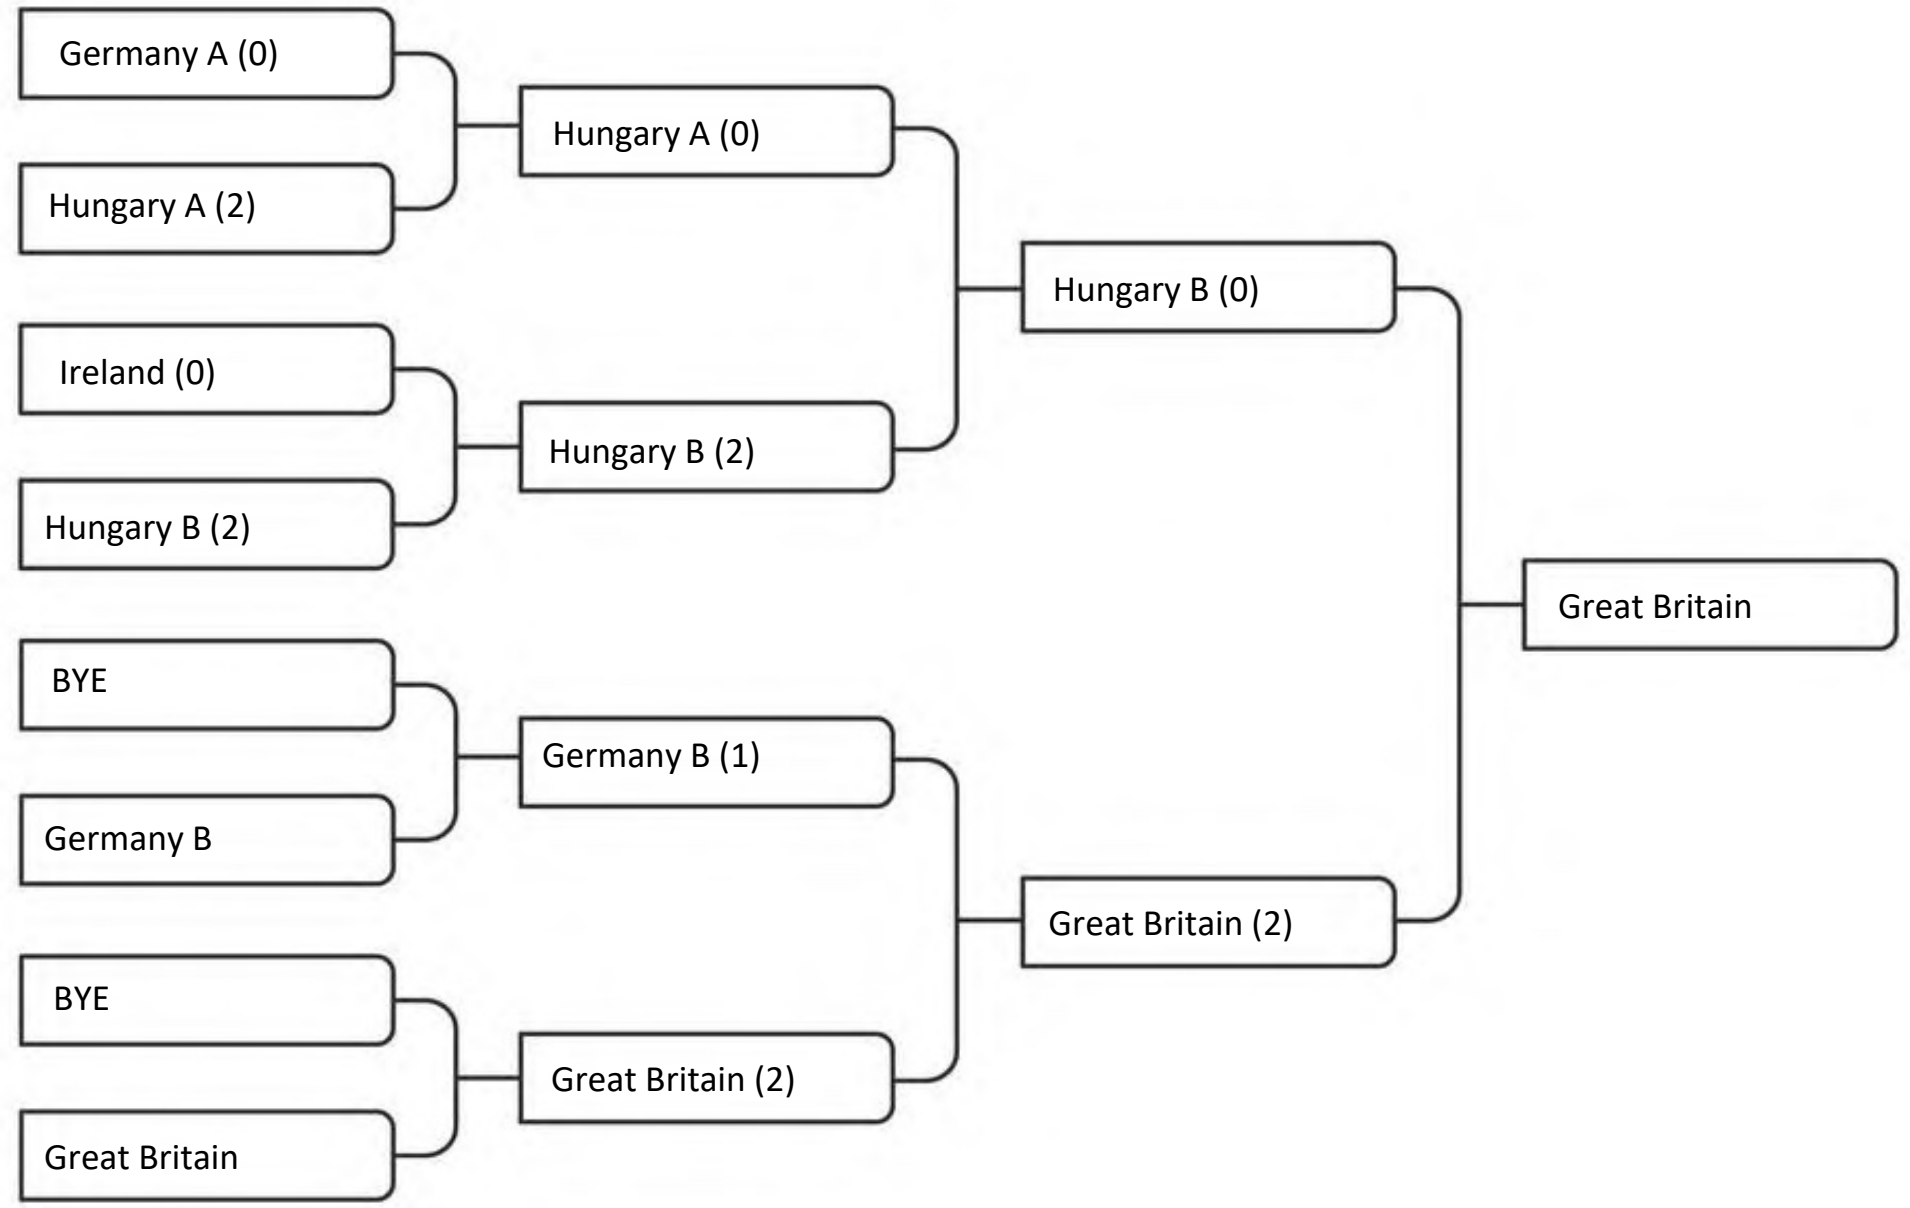 Germany A (0)
Hungary A (2)
Ireland (0)
Hungary B (2)
BYE
Germany B
BYE
Great Britain
Hungary A (0)
Hungary B (2)
Germany B (1)
Great Britain (2)
Hungary B (0)
Great Britain (2)
Great Britain